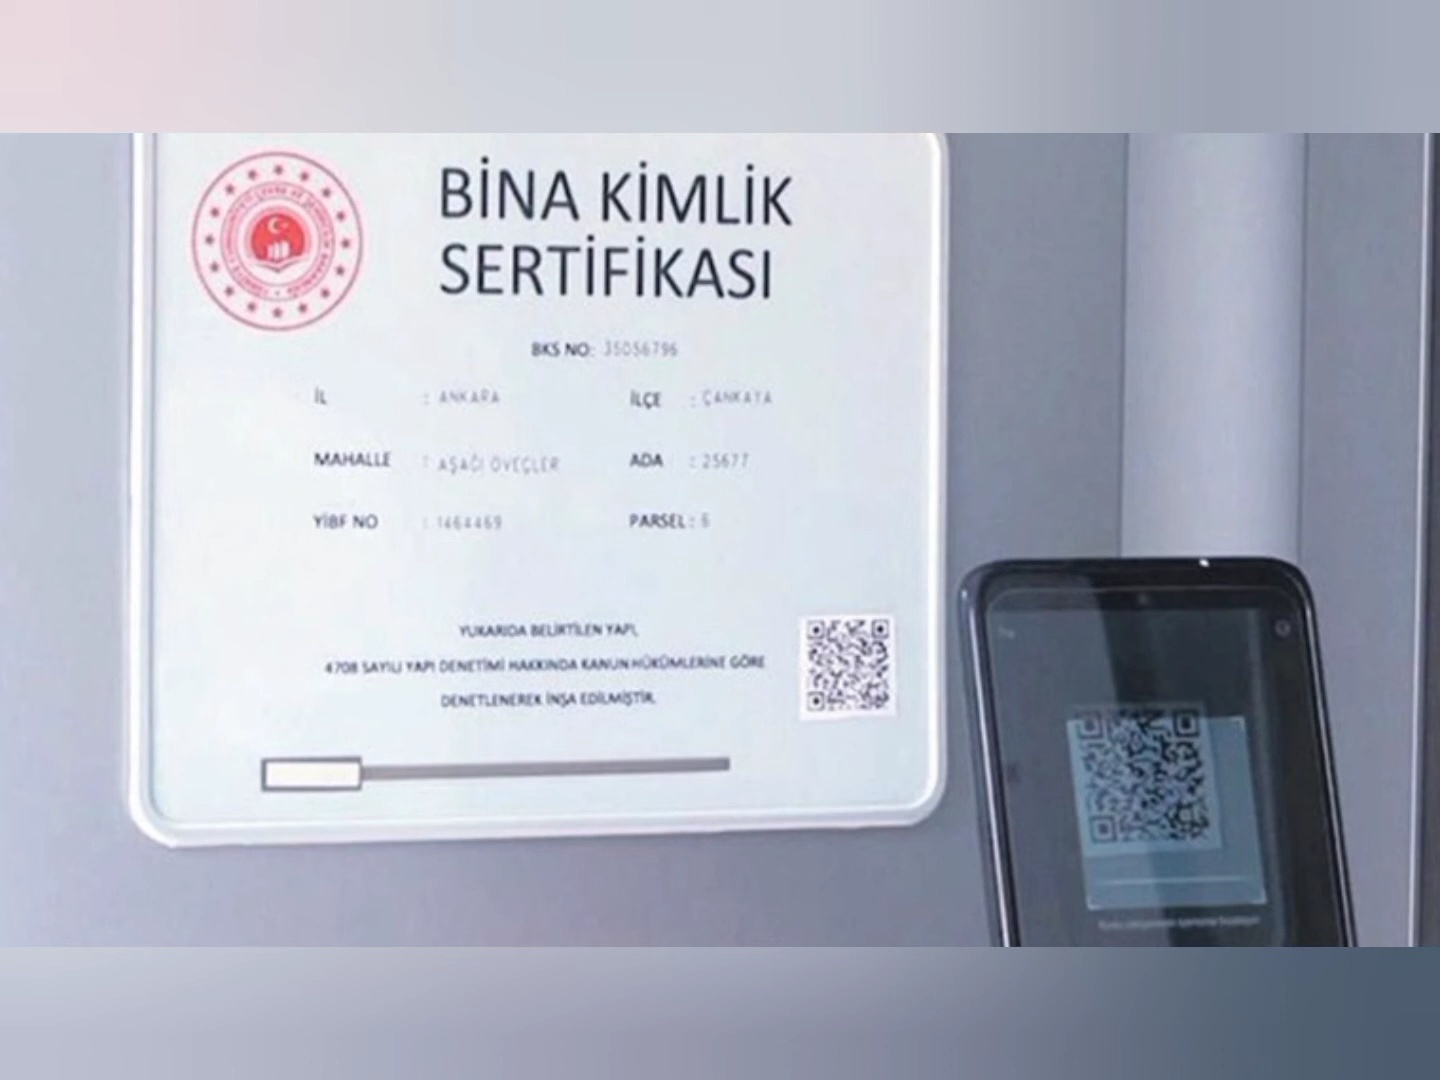 BİNA KİMLİK
SERTİFİKASI
BKS NO: 35056796
İL : ANKARA İLÇE : ÇANKAYA
MAHALLE : AŞAĞI ÖVEÇLER ADA : 25677
YİBF NO : 1464469 PARSEL : 6
YUKARIDA BELİRTİLEN YAPI,
4708 SAYILI YAPI DENETİMİ HAKKINDA KANUN HÜKÜMLERİNE GÖRE
DENETLENEREK İNŞA EDİLMİŞTİR.